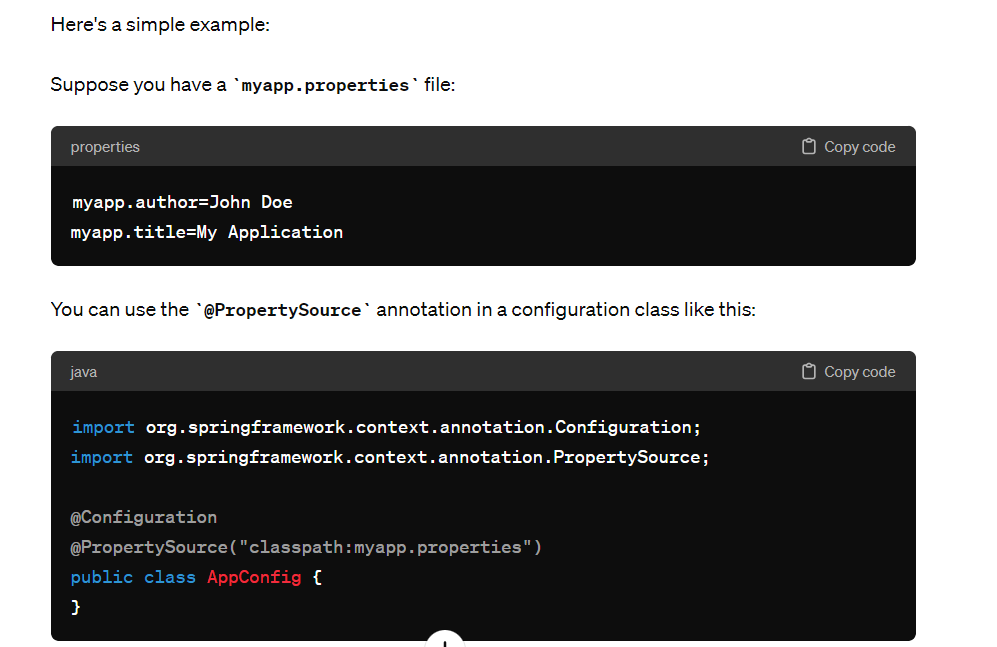 Here's a simple example:
Suppose you have a `myapp.properties` file:
properties
Copy code
myapp.author=John Doe
myapp.title=My Application
You can use the `@PropertySource` annotation in a configuration class like this:
java
Copy code
import org.springframework.context.annotation.Configuration;
import org.springframework.context.annotation.PropertySource;
@Configuration
@PropertySource("classpath:myapp.properties")
public class AppConfig {
}